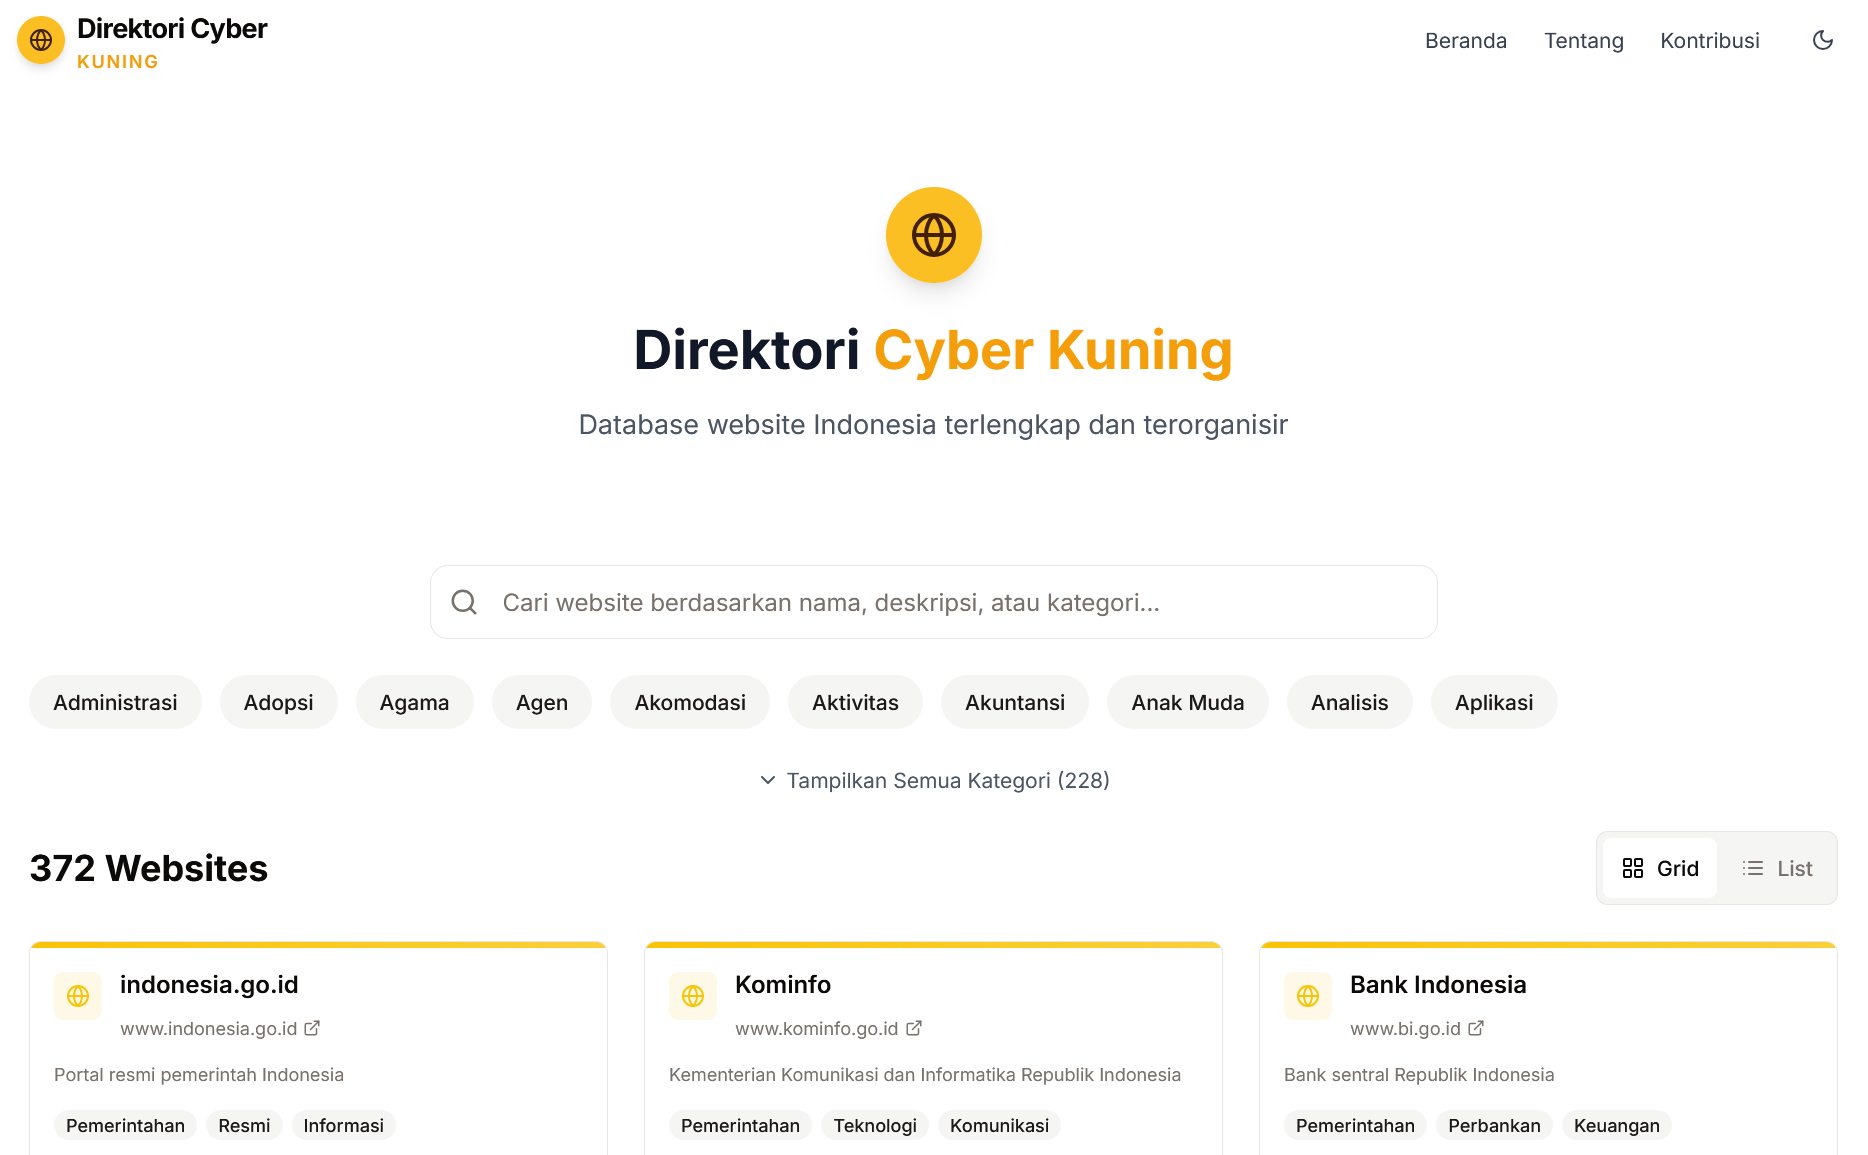 Direktori Cyber
KUNING
Beranda
Tentang
Kontribusi
Direktori Cyber Kuning
Database website Indonesia terlengkap dan terorganisir
Cari website berdasarkan nama, deskripsi, atau kategori...
Administrasi
Adopsi
Agama
Agen
Akomodasi
Aktivitas
Akuntansi
Anak Muda
Analisis
Aplikasi
Tampilkan Semua Kategori (228)
372 Websites
Grid
List
indonesia.go.id
www.indonesia.go.id
Portal resmi pemerintah Indonesia
Pemerintahan
Resmi
Informasi
Kominfo
www.kominfo.go.id
Kementerian Komunikasi dan Informatika Republik Indonesia
Pemerintahan
Teknologi
Komunikasi
Bank Indonesia
www.bi.go.id
Bank sentral Republik Indonesia
Pemerintahan
Perbankan
Keuangan